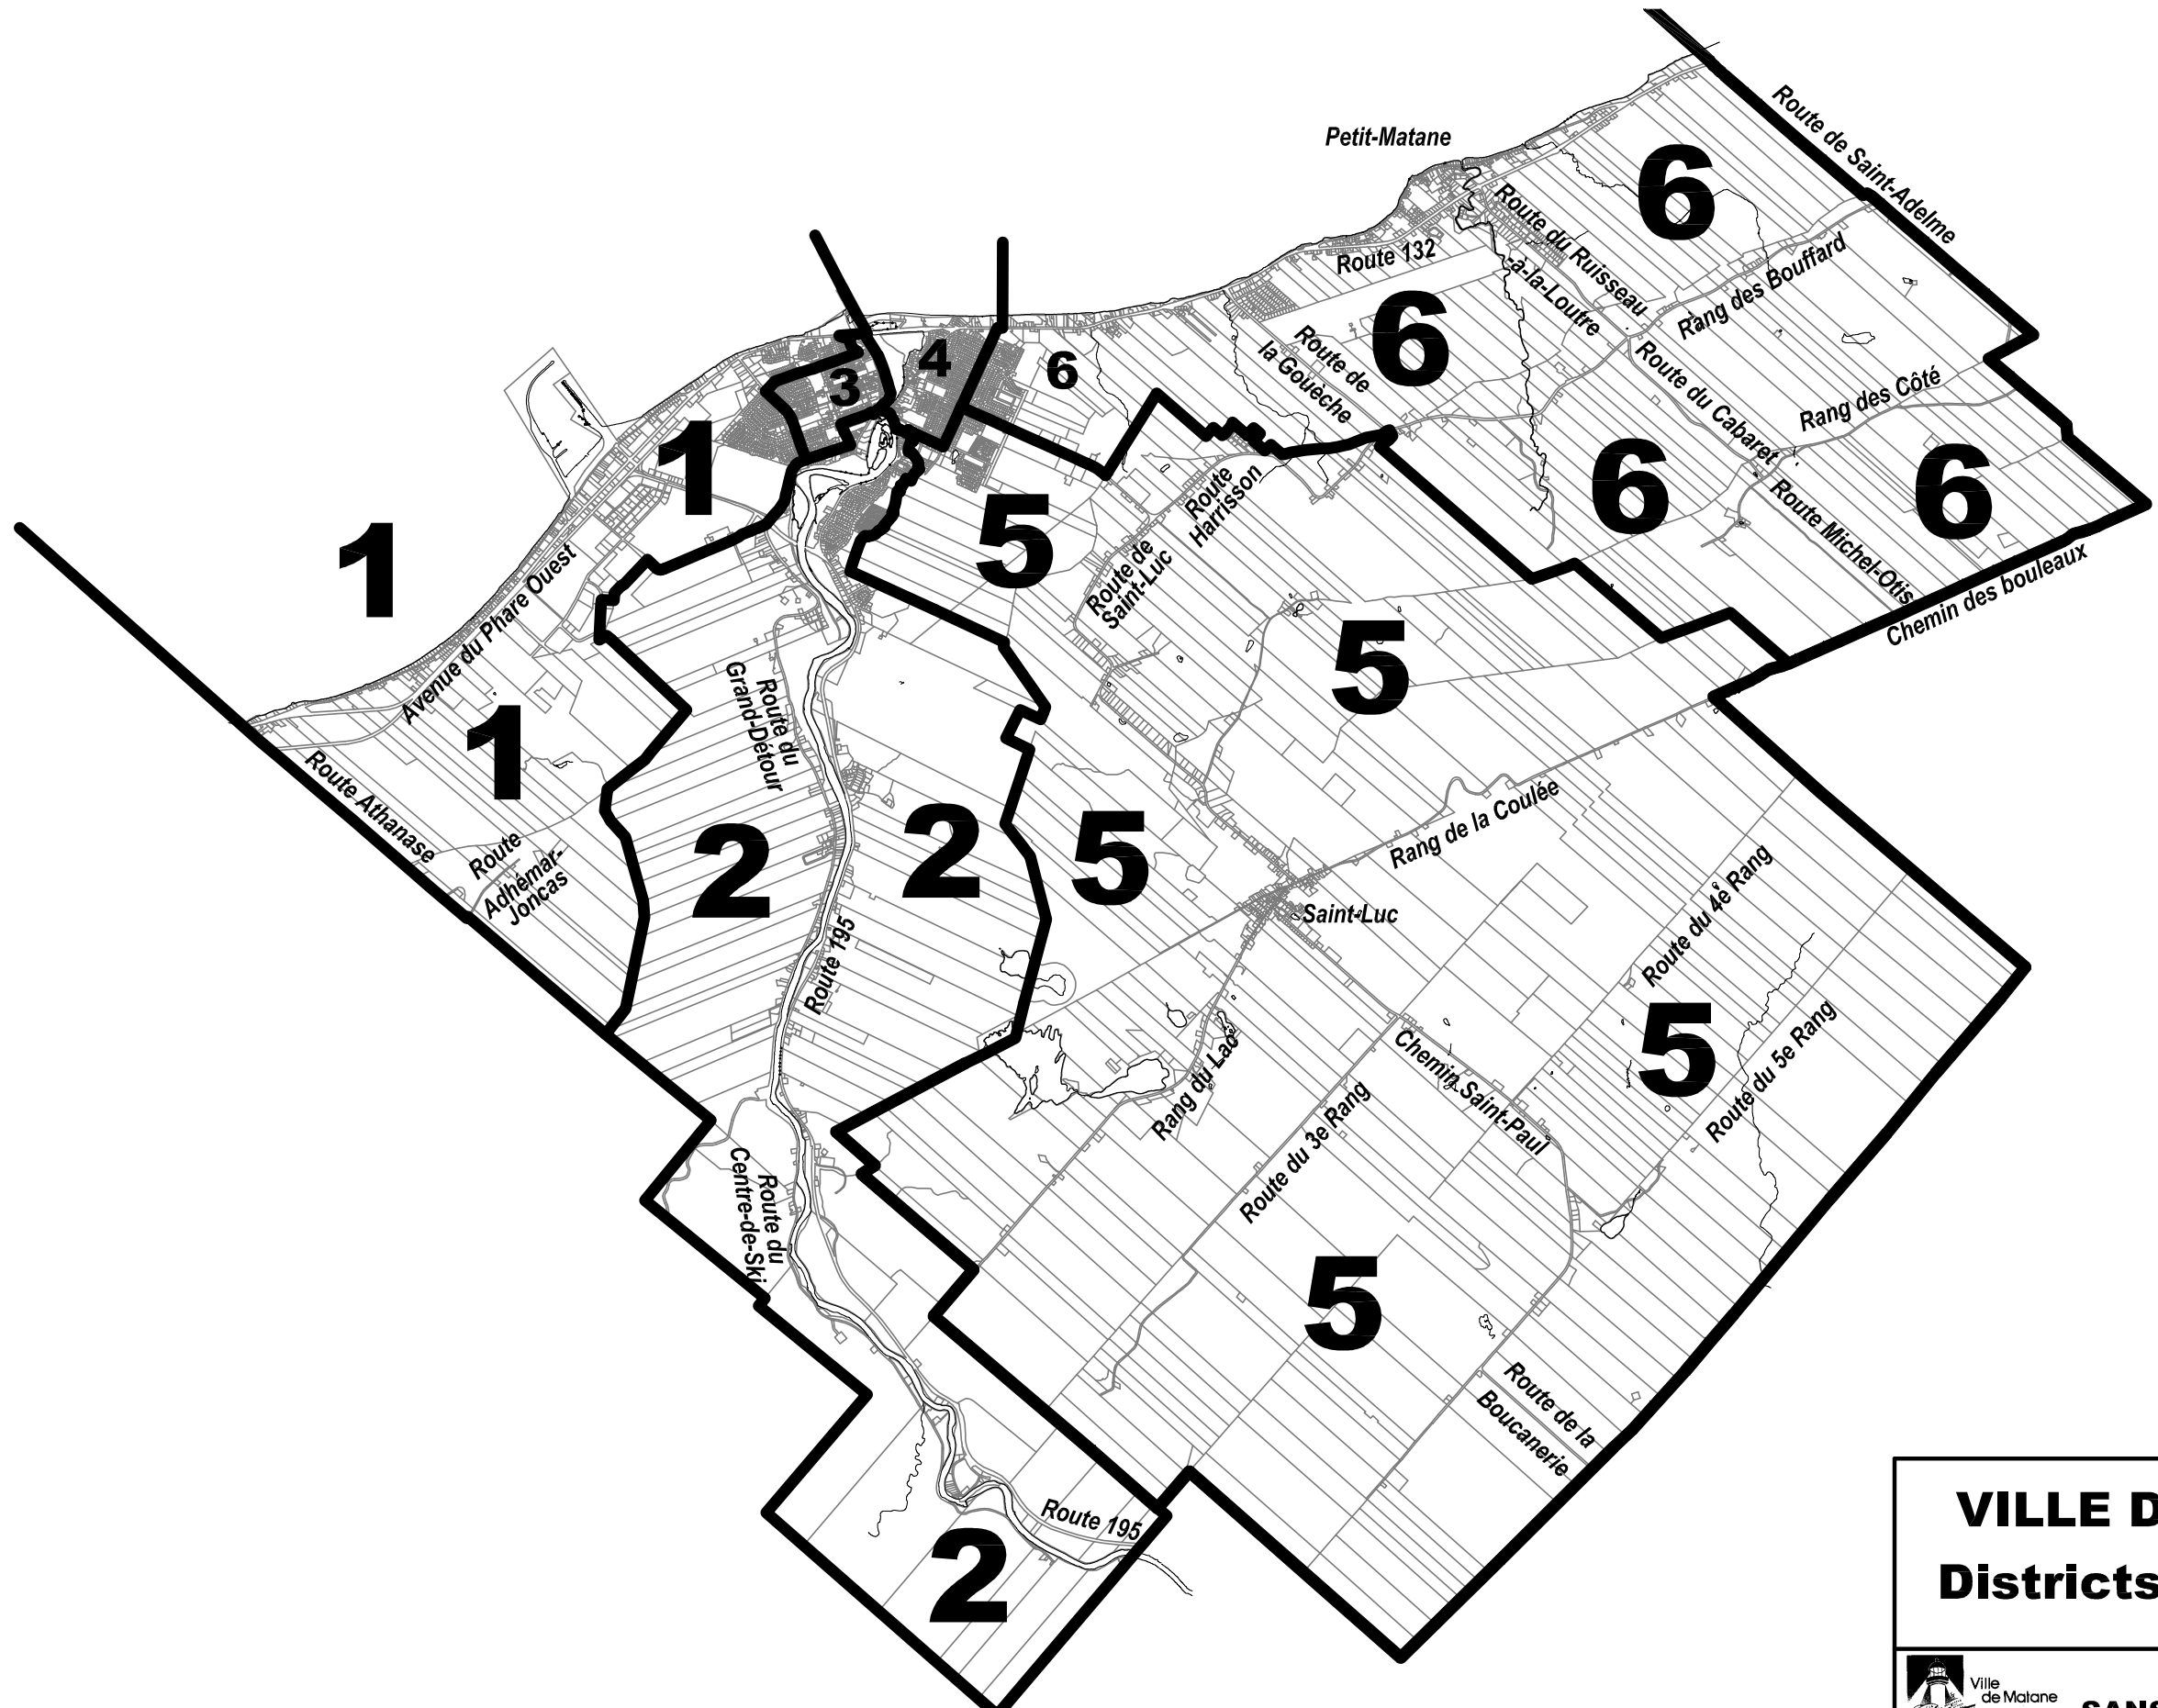 Petit-Matane
Route de Saint-Adelme
6
Route du Ruisseau
-à-la-Loutre
Route 132
Rang des Bouffard
6
4
6
3
Route de
la Gouèche
Route du Cabaret
Rang des Côté
1
6
6
Route
Harrisson
Route Michel-Otis
5
1
Route de
Saint-Luc
Chemin des bouleaux
Avenue du Phare Ouest
5
Route du
Grand-Détour
1
Route Athanase
Route
Adhémar-
Joncas
2
2
5
Rang de la Coulée
Route du 4e Rang
Saint-Luc
Route 195
5
Route du 5e Rang
Rang du Lac
Chemin Saint-Paul
Route du 3e Rang
Route du
Centre-de-Ski
5
Route de la
Boucanerie
Route 195
2
VILLE D
Districts
Ville
de Matane
SANS